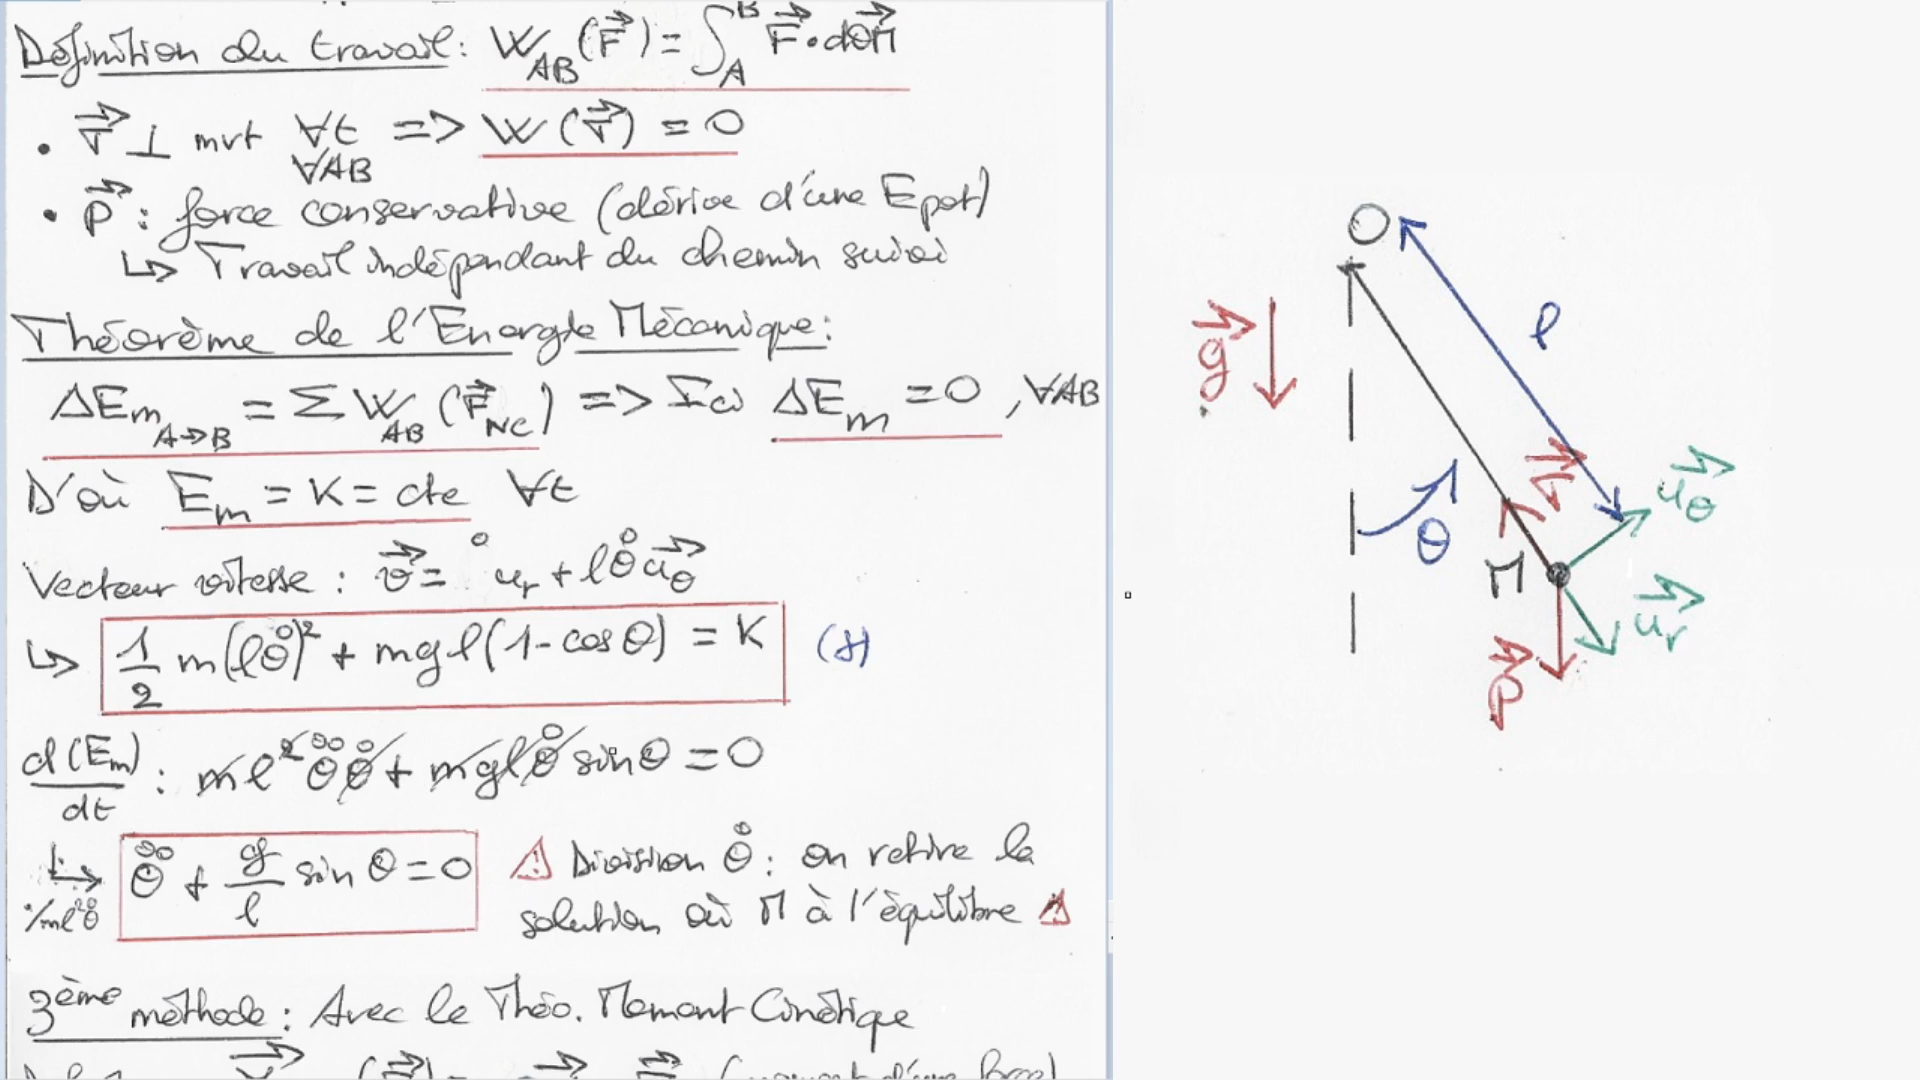 Définition du travail : W_AB(F⃗) = ∫_A^B F⃗ • dOM⃗
• T⃗ ⊥ mvt ∀t => W(T⃗) = 0
∀AB
• P⃗ : force conservative (dérive d'une Epot)
↳ Travail indépendant du chemin suivi
Théorème de l'Energie Mécanique :
ΔEm_A→B = Σ W_AB(F⃗_NC) => Ici ΔE_m = 0, ∀AB
D'où E_m = K = cte ∀t
Vecteur vitesse : v⃗ = ° u_r + lθ̇ u⃗_θ
↳ 1/2 m(lθ̇)² + mgl(1 - cos θ) = K (1)
d(Em)/dt : ml²θ̈θ̇ + mglθ̇ sin θ = 0
↳ ·/ml²θ̇ θ̈ + g/l sin θ = 0 ⚠ Division θ̇ : on retire la
solution où M à l'équilibre ⚠
3ème méthode : Avec le Théo. Moment Cinétique
O
l
g⃗
T⃗
u⃗_θ
θ
M
u⃗_r
P⃗